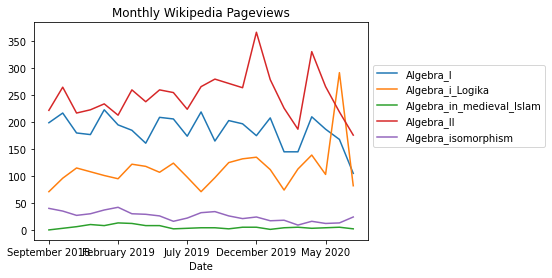 Monthly Wikipedia Pageviews
350
300
250
200
150
100
50
0
September 2018 February 2019 July 2019 December 2019 May 2020
Date
Algebra_I
Algebra_i_Logika
Algebra_in_medieval_Islam
Algebra_II
Algebra_isomorphism